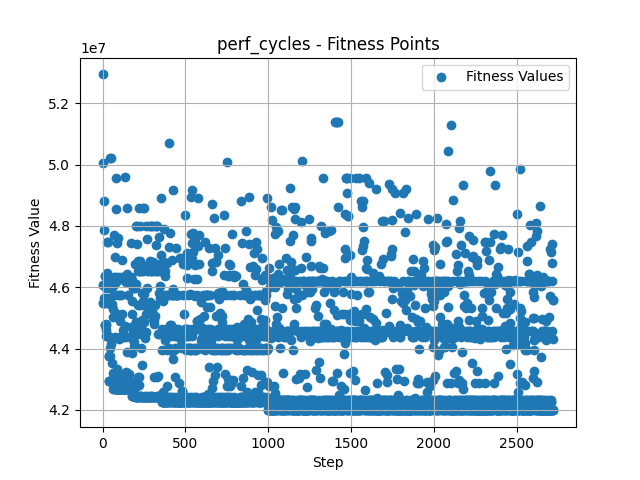 perf_cycles - Fitness Points
1e7
Fitness Values
5.2
5.0
4.8
4.6
4.4
4.2
Fitness Value
0 500 1000 1500 2000 2500
Step